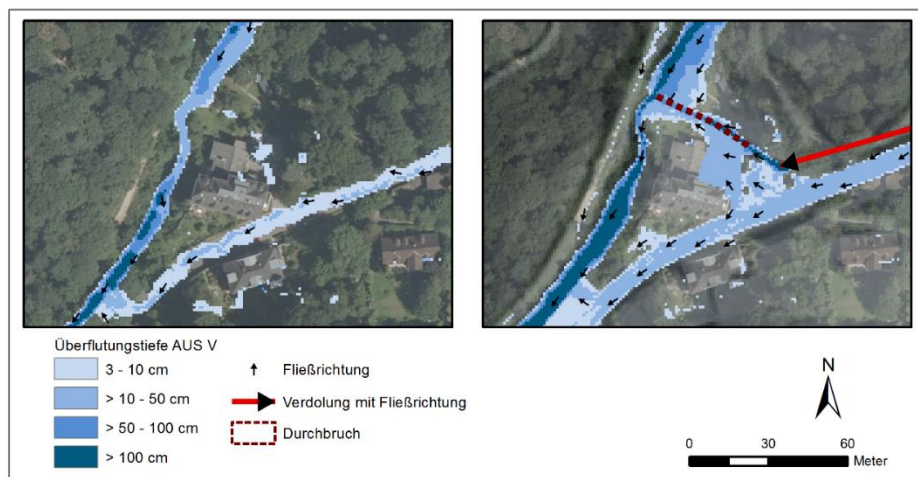 Überflutungstiefe AUS V
3 - 10 cm
> 10 - 50 cm
> 50 - 100 cm
> 100 cm
Fließrichtung
Verdolung mit Fließrichtung
Durchbruch
N
0 30 60
Meter